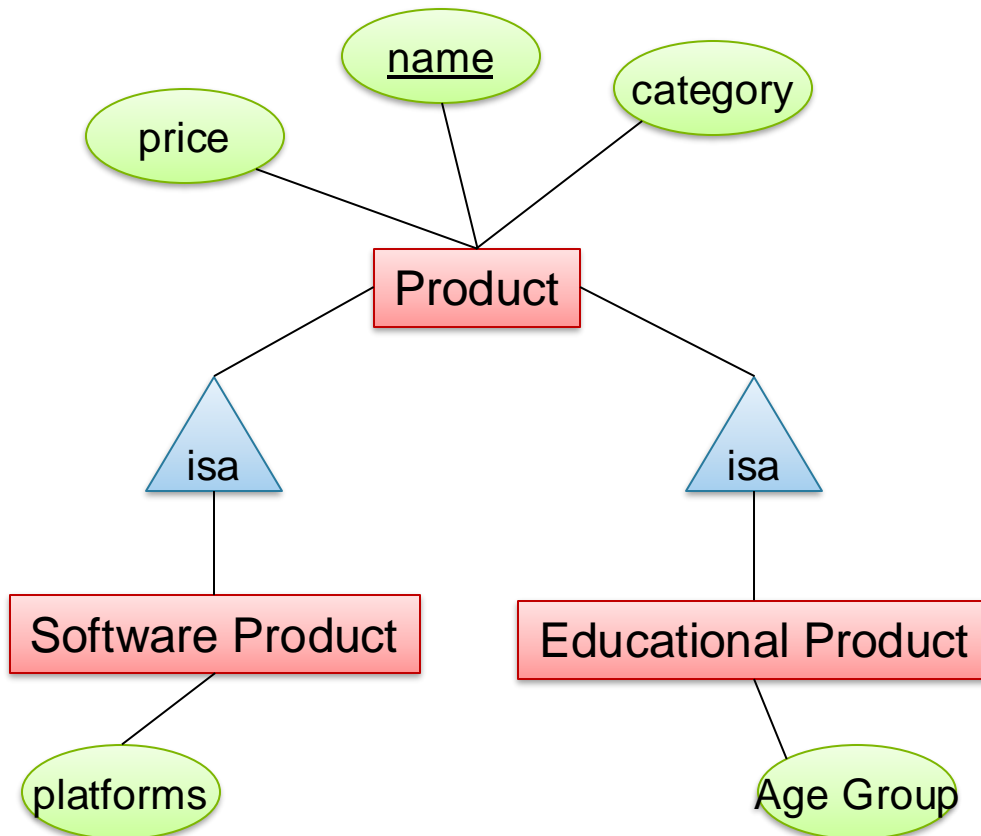 name
category
price
Product
isa
isa
Software Product
Educational Product
platforms
Age Group